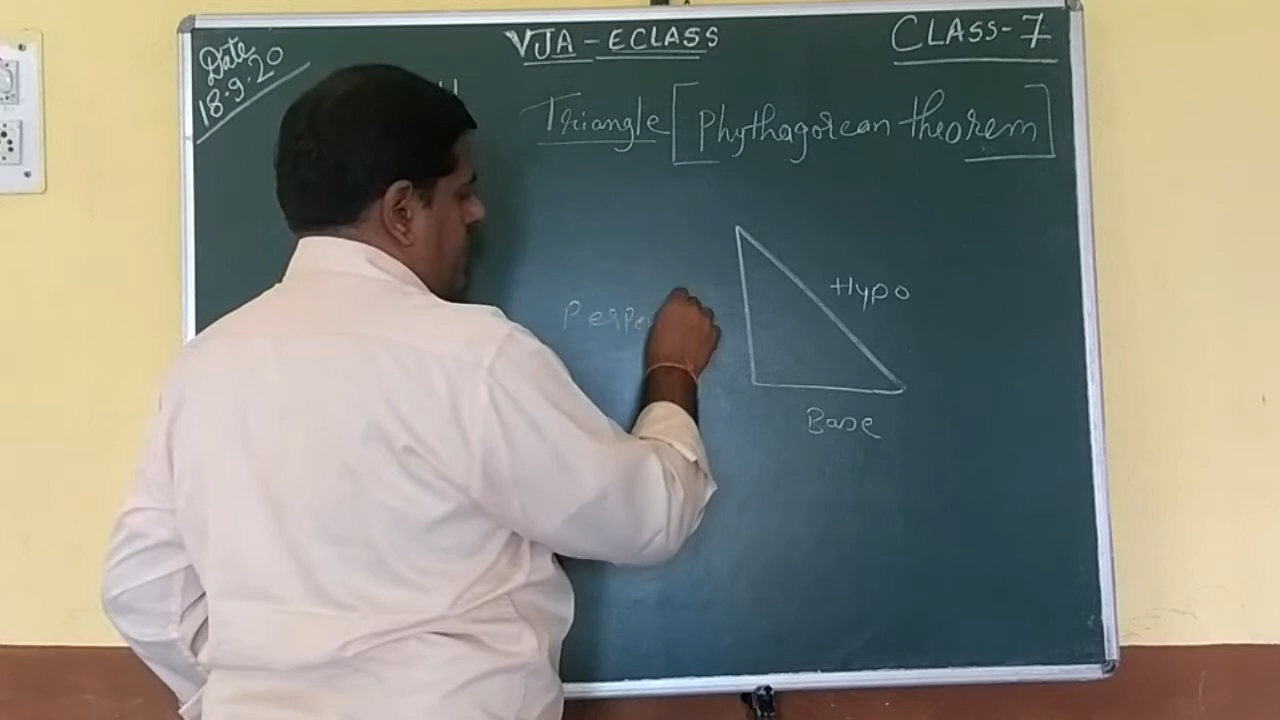 Date
18.9.20
VJA - ECLASS
CLASS-7
Triangle [Phythagorean theorem]
Hypo
Perpe
Base